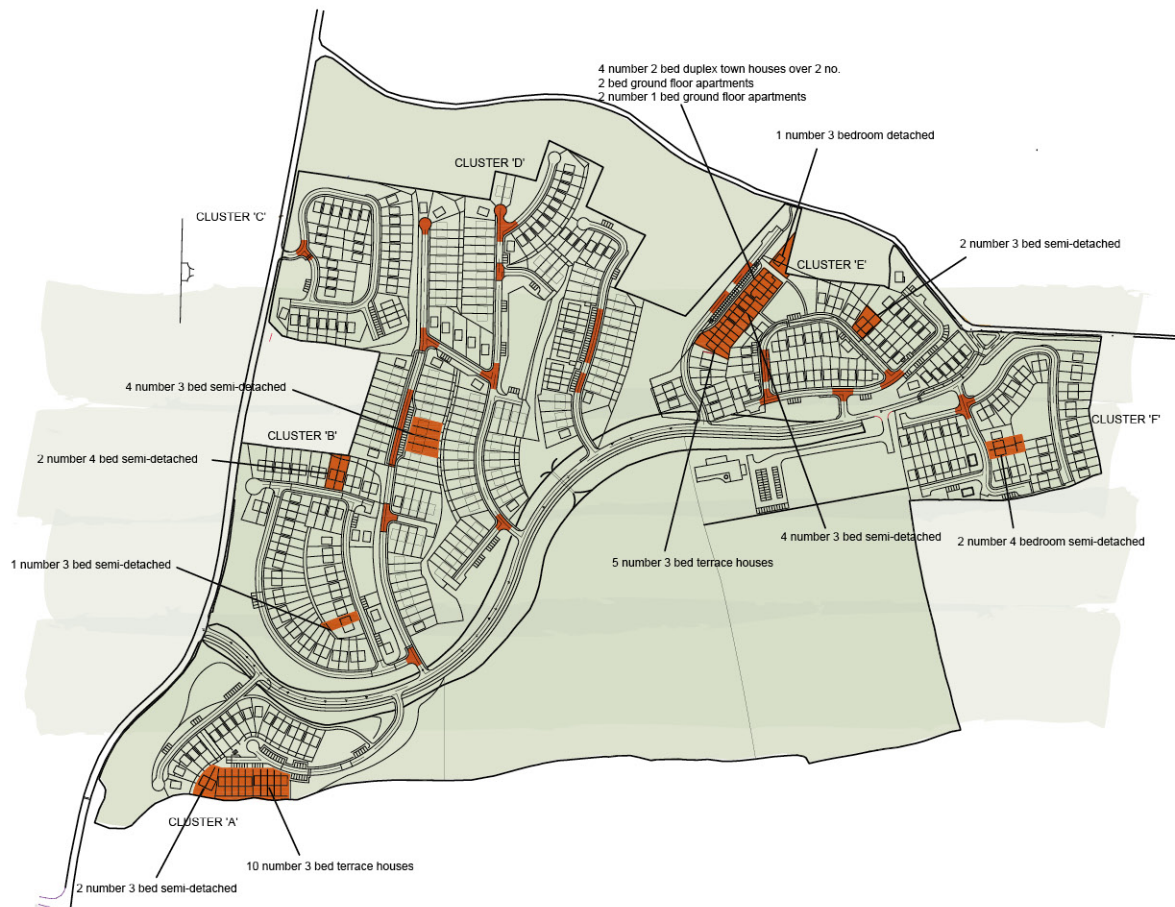 4 number 2 bed duplex town houses over 2 no.
2 bed ground floor apartments
2 number 1 bed ground floor apartments
1 number 3 bedroom detached
CLUSTER 'D'
CLUSTER 'C'
2 number 3 bed semi-detached
CLUSTER 'E'
4 number 3 bed semi-detached
CLUSTER 'F'
CLUSTER 'B'
2 number 4 bed semi-detached
4 number 3 bed semi-detached
2 number 4 bedroom semi-detached
5 number 3 bed terrace houses
1 number 3 bed semi-detached
CLUSTER 'A'
10 number 3 bed terrace houses
2 number 3 bed semi-detached